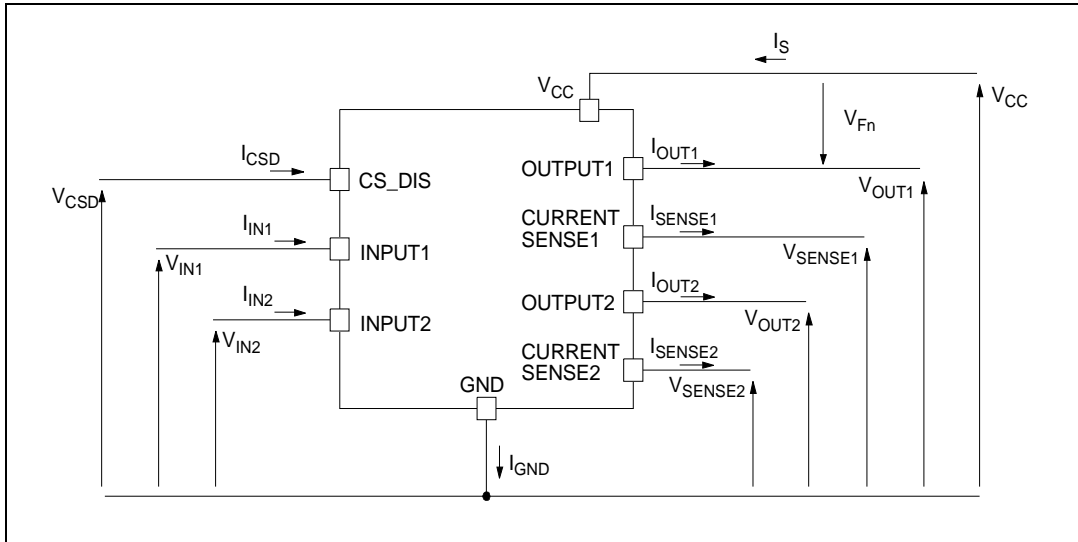 I_S
V_CC
V_CC
V_Fn
I_CSD
I_OUT1
OUTPUT1
CS_DIS
V_CSD
V_OUT1
CURRENT
SENSE1
I_SENSE1
I_IN1
INPUT1
V_IN1
V_SENSE1
I_OUT2
I_IN2
OUTPUT2
INPUT2
V_OUT2
V_IN2
CURRENT
SENSE2
I_SENSE2
V_SENSE2
GND
I_GND